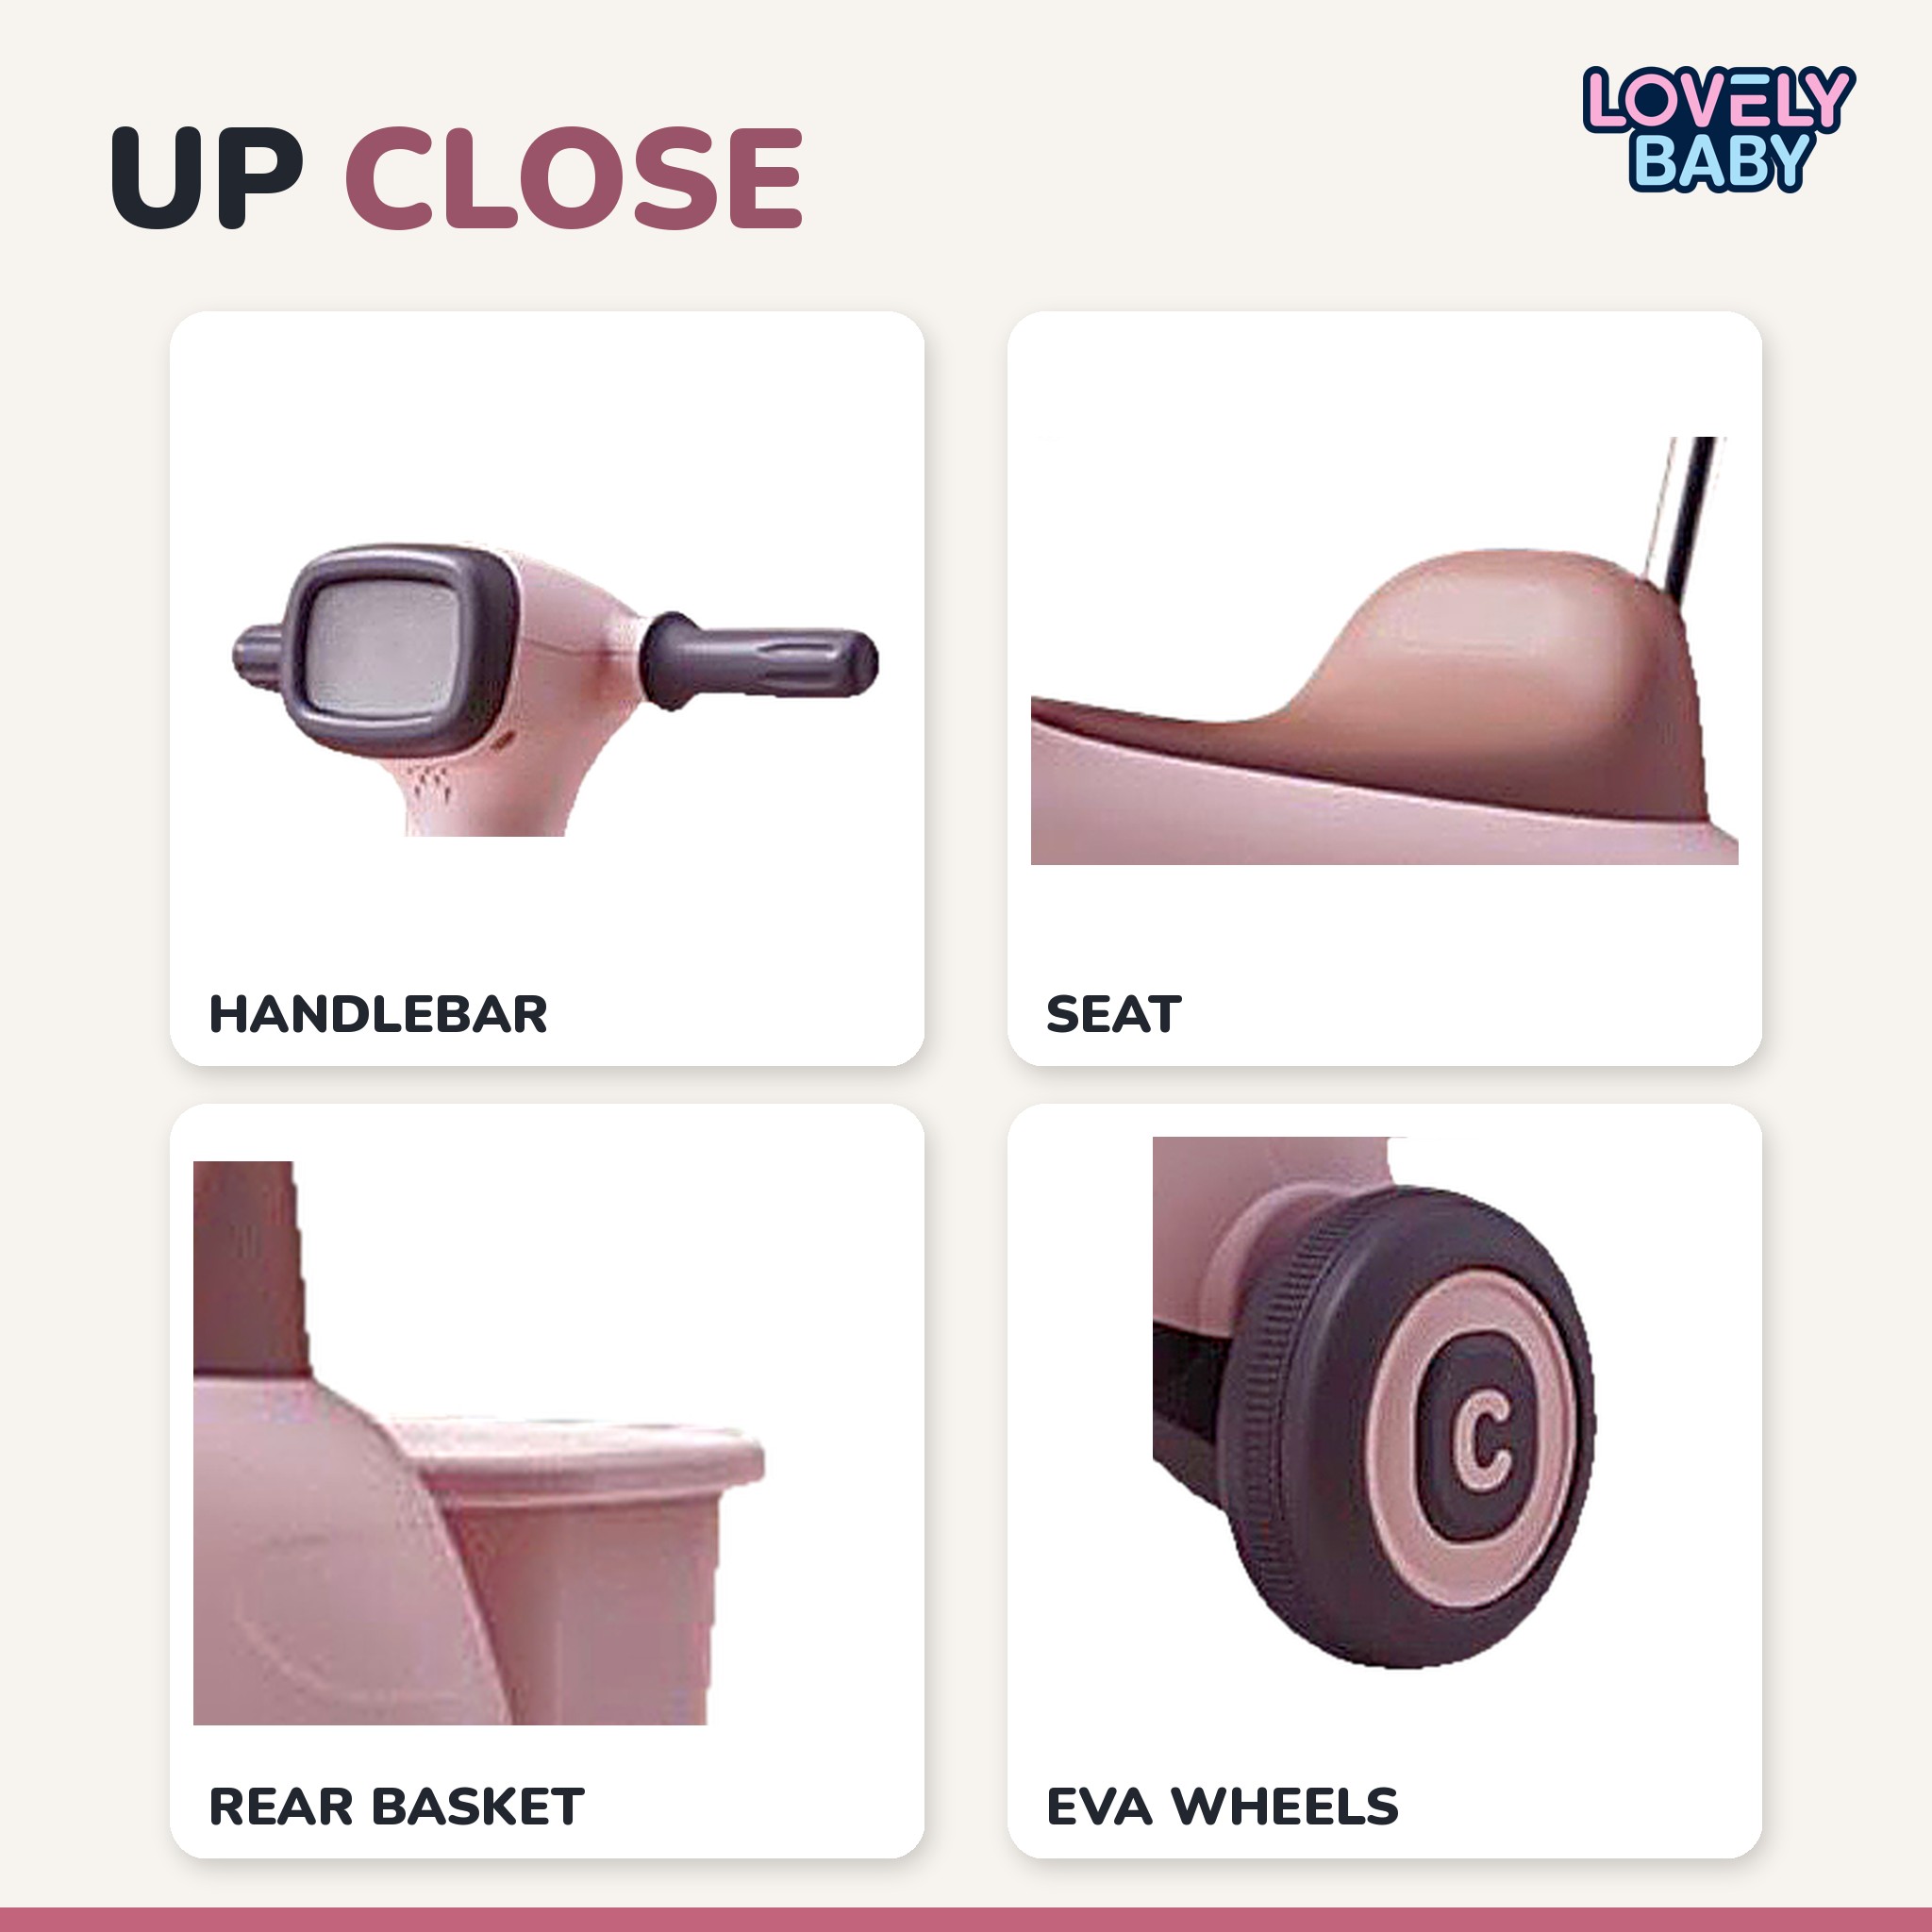 LOVELY
BABY
UP CLOSE
HANDLEBAR
SEAT
C
REAR BASKET
EVA WHEELS